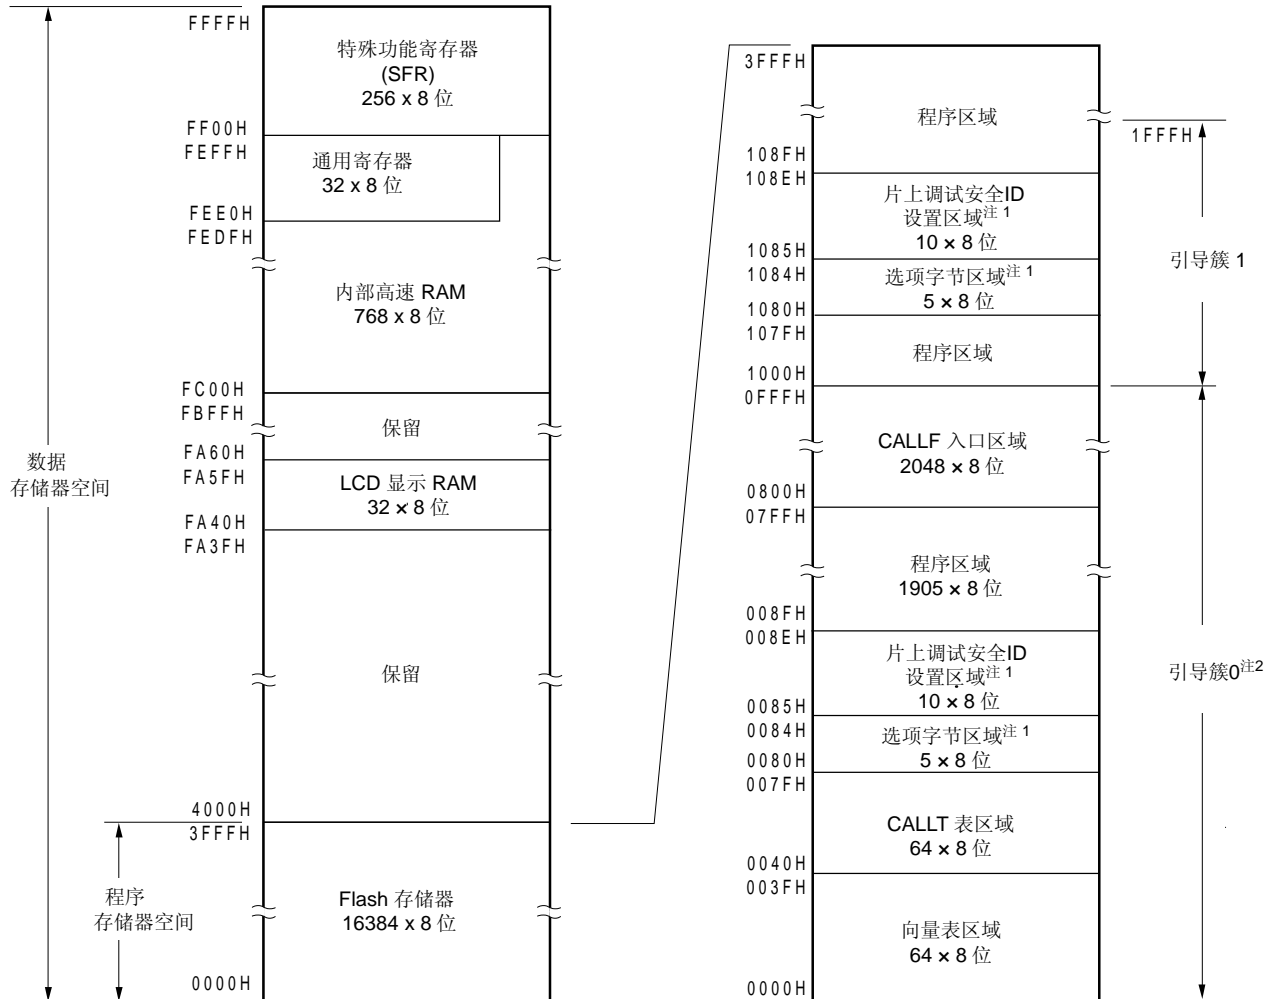 FFFFH
特殊功能寄存器
(SFR)
256 x 8 位
FF00H
FEFFH
通用寄存器
32 x 8 位
FEE0H
FEDFH
内部高速 RAM
768 x 8 位
FC00H
FBFFH
保留
FA60H
FA5FH
LCD 显示 RAM
32 × 8 位
FA40H
FA3FH
保留
4000H
3FFFH
Flash 存储器
16384 x 8 位
0000H
数据
存储器空间
程序
存储器空间
3FFFH
程序区域
108FH
108EH
片上调试安全ID
设置区域注 1
10 × 8 位
1085H
1084H
选项字节区域注 1
5 × 8 位
1080H
107FH
程序区域
1000H
0FFFH
CALLF 入口区域
2048 × 8 位
0800H
07FFH
程序区域
1905 × 8 位
008FH
008EH
片上调试安全ID
设置区域注 1
10 × 8 位
0085H
0084H
选项字节区域注 1
5 × 8 位
0080H
007FH
CALLT 表区域
64 × 8 位
0040H
003FH
向量表区域
64 × 8 位
0000H
1FFFH
引导簇 1
引导簇0注2